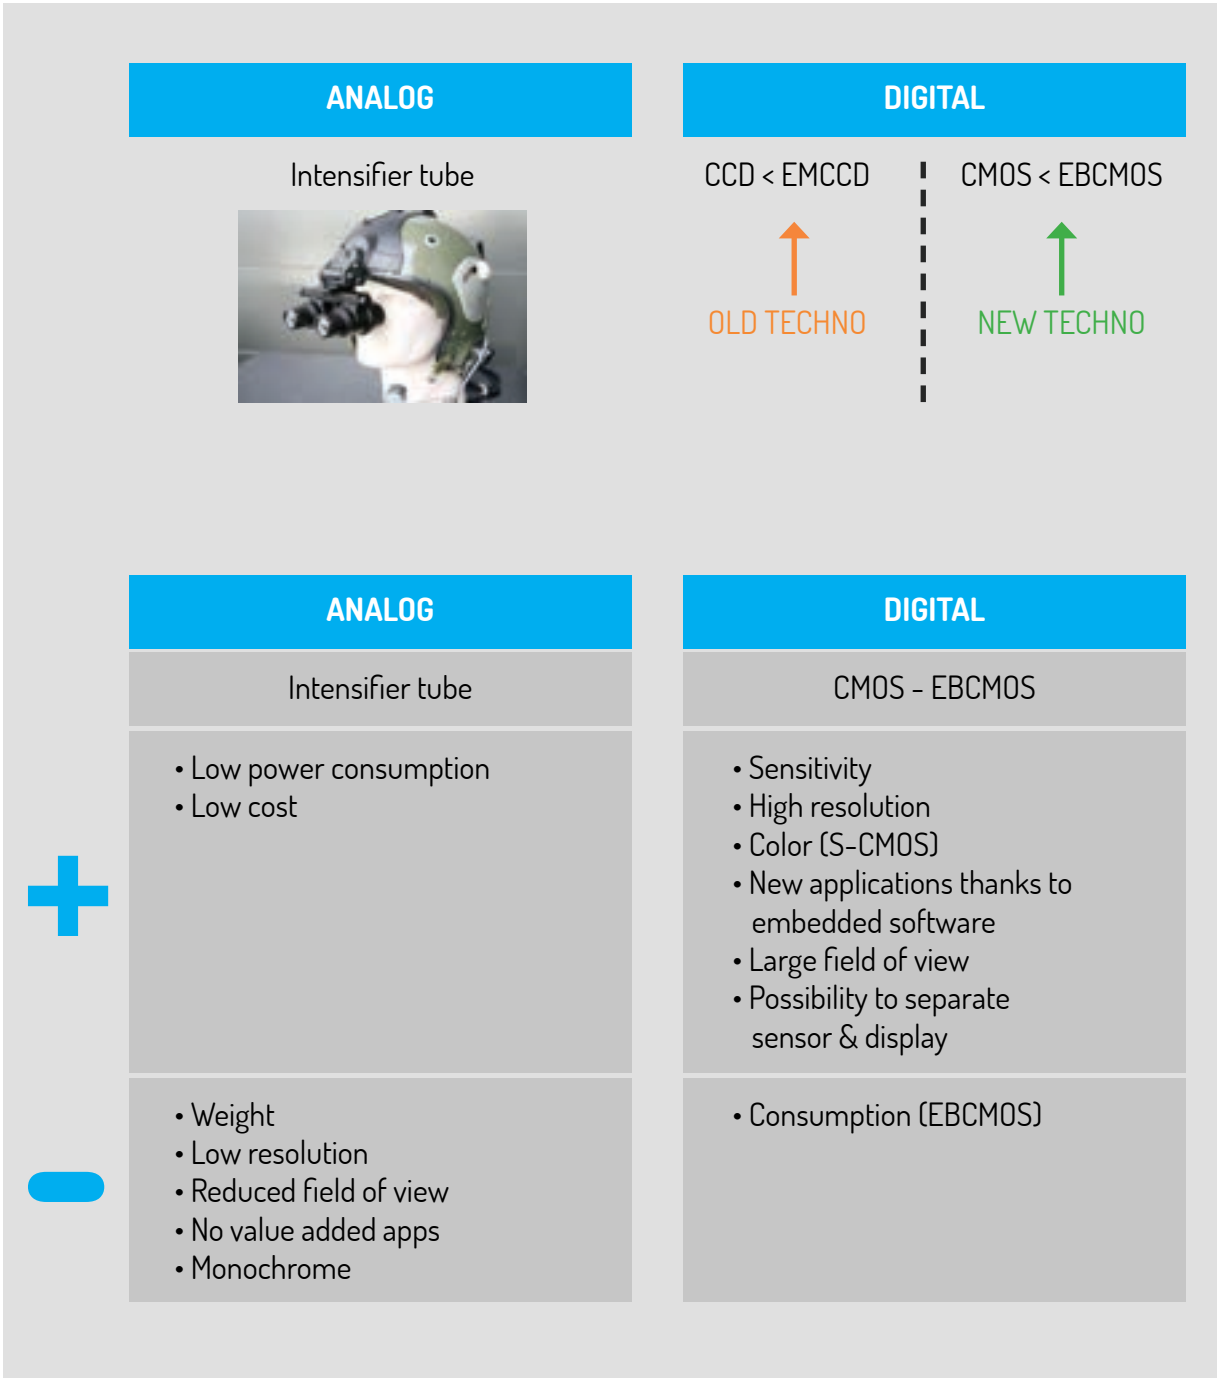 ANALOG
DIGITAL
Intensifier tube
CCD < EMCCD
CMOS < EBCMOS
OLD TECHNO
NEW TECHNO
ANALOG
DIGITAL
Intensifier tube
CMOS - EBCMOS
• Low power consumption
• Low cost
• Sensitivity
• High resolution
• Color (S-CMOS)
• New applications thanks to
embedded software
• Large field of view
• Possibility to separate
sensor & display
• Weight
• Low resolution
• Reduced field of view
• No value added apps
• Monochrome
• Consumption (EBCMOS)